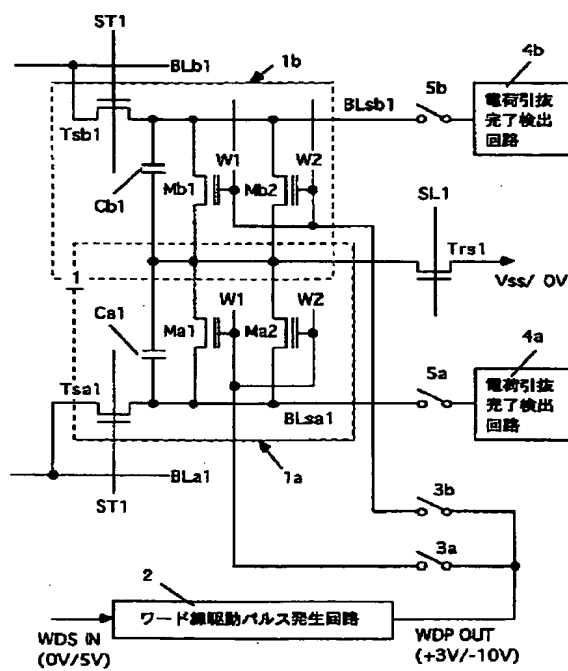 ST1
BLb1
1b
4b
5b
電荷引抜
完了検出
回路
BLsb1
Tsb1
W1
W2
Cb1
Mb1
Mb2
SL1
Trs1
Vss/ 0V
1
W1
W2
Ca1
Ma1
Ma2
4a
5a
電荷引抜
完了検出
回路
Tsa1
BLsa1
BLa1
1a
ST1
3b
3a
2
ワード線駆動パルス発生回路
WDS IN
(0V/5V)
WDP OUT
(+3V/-10V)